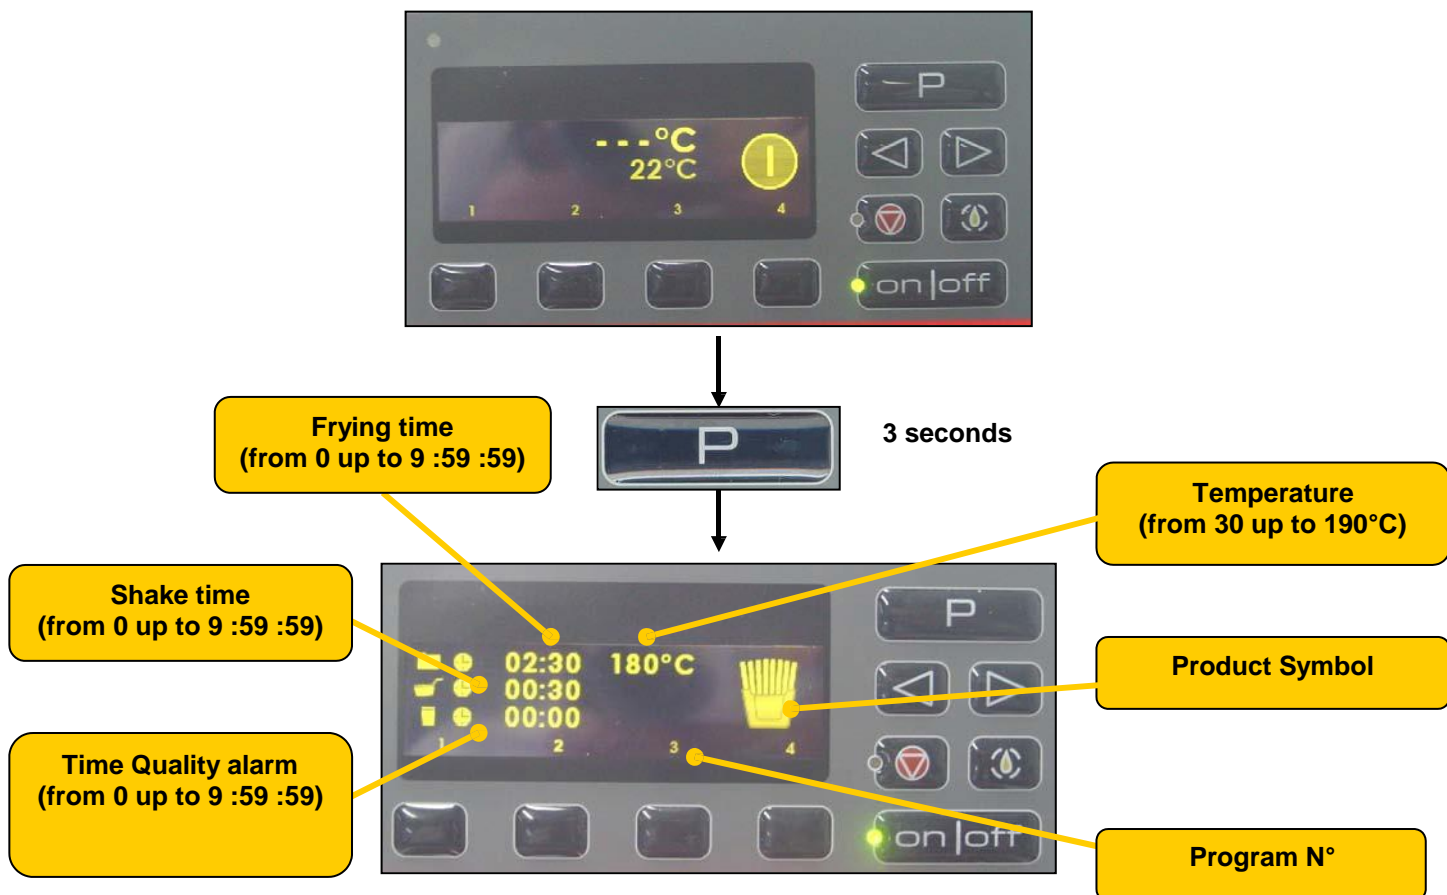 P
---°C
22°C
1 2 3 4
on|off
P
3 seconds
Frying time
(from 0 up to 9 :59 :59)
Temperature
(from 30 up to 190°C)
Shake time
(from 0 up to 9 :59 :59)
Product Symbol
Time Quality alarm
(from 0 up to 9 :59 :59)
02:30 180°C
00:30
00:00
1 2 3 4
P
on|off
Program N°